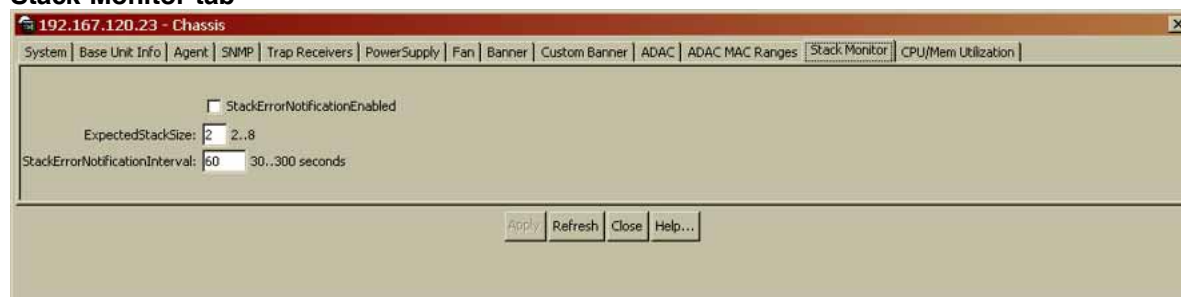 Stack Monitor tab
192.167.120.23 - Chassis
System Base Unit Info Agent SNMP Trap Receivers PowerSupply Fan Banner Custom Banner ADAC ADAC MAC Ranges Stack Monitor CPU/Mem Utilization
StackErrorNotificationEnabled
ExpectedStackSize: 2 2..8
StackErrorNotificationInterval: 60 30..300 seconds
Apply Refresh Close Help...